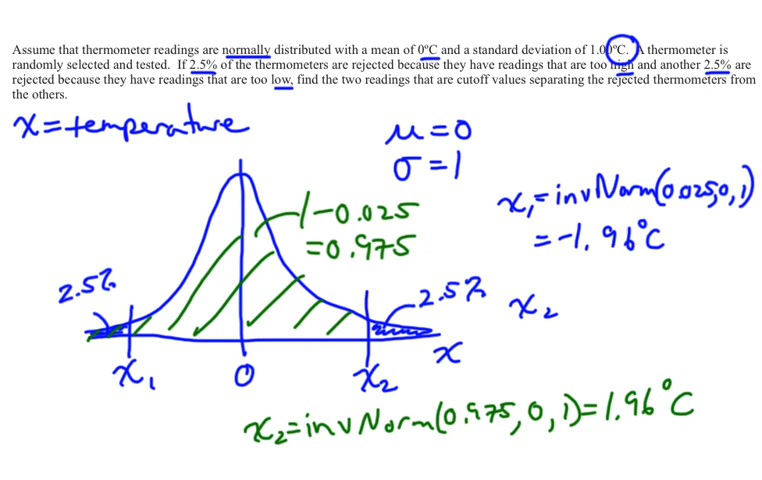 Assume that thermometer readings are normally distributed with a mean of 0°C and a standard deviation of 1.00°C. A thermometer is
randomly selected and tested. If 2.5% of the thermometers are rejected because they have readings that are too high and another 2.5% are
rejected because they have readings that are too low, find the two readings that are cutoff values separating the rejected thermometers from
the others.
x=temperature
μ=0
σ=1
x₁=invNorm(0.025,0,1)
=-1.96°C
1-0.025
=0.975
2.5%
2.5%
x₂
x
x₁
0
x₂
x₂=invNorm(0.975,0,1)=1.96°C